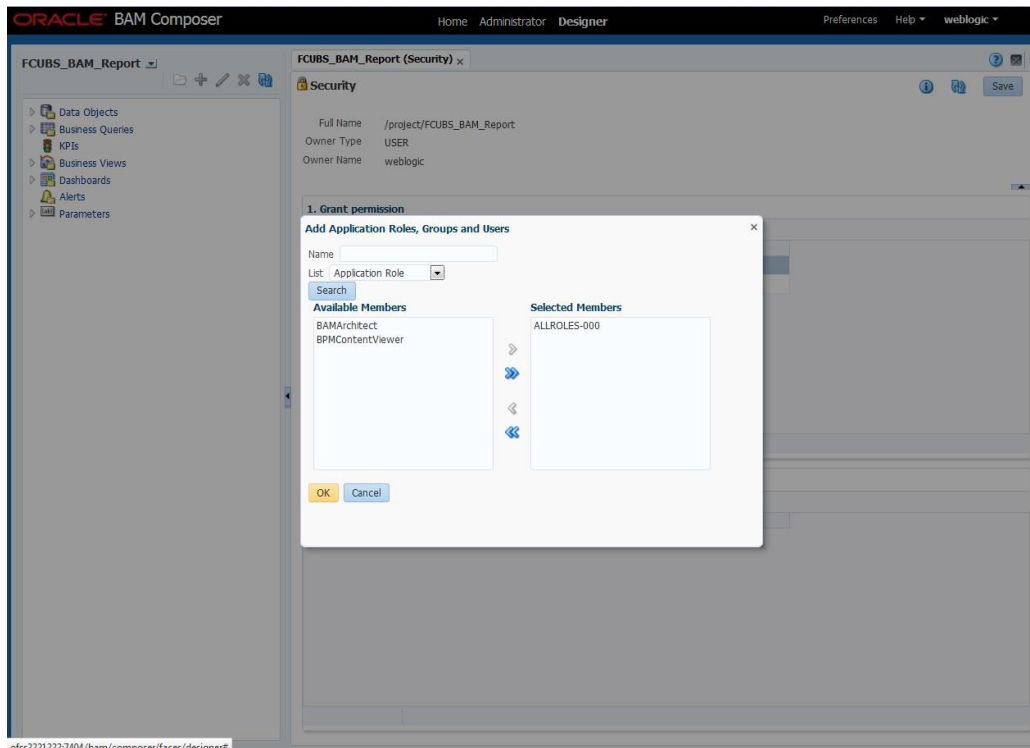 ORACLE BAM Composer
Home Administrator Designer
Preferences Help weblogic
FCUBS_BAM_Report
Data Objects
Business Queries
KPIs
Business Views
Dashboards
Alerts
Parameters
FCUBS_BAM_Report (Security) x
Security
Save
Full Name /project/FCUBS_BAM_Report
Owner Type USER
Owner Name weblogic
1. Grant permission
Add Application Roles, Groups and Users
Name
List Application Role
Search
Available Members
BAMArchitect
BPMContentViewer
Selected Members
ALLROLES-000
OK Cancel